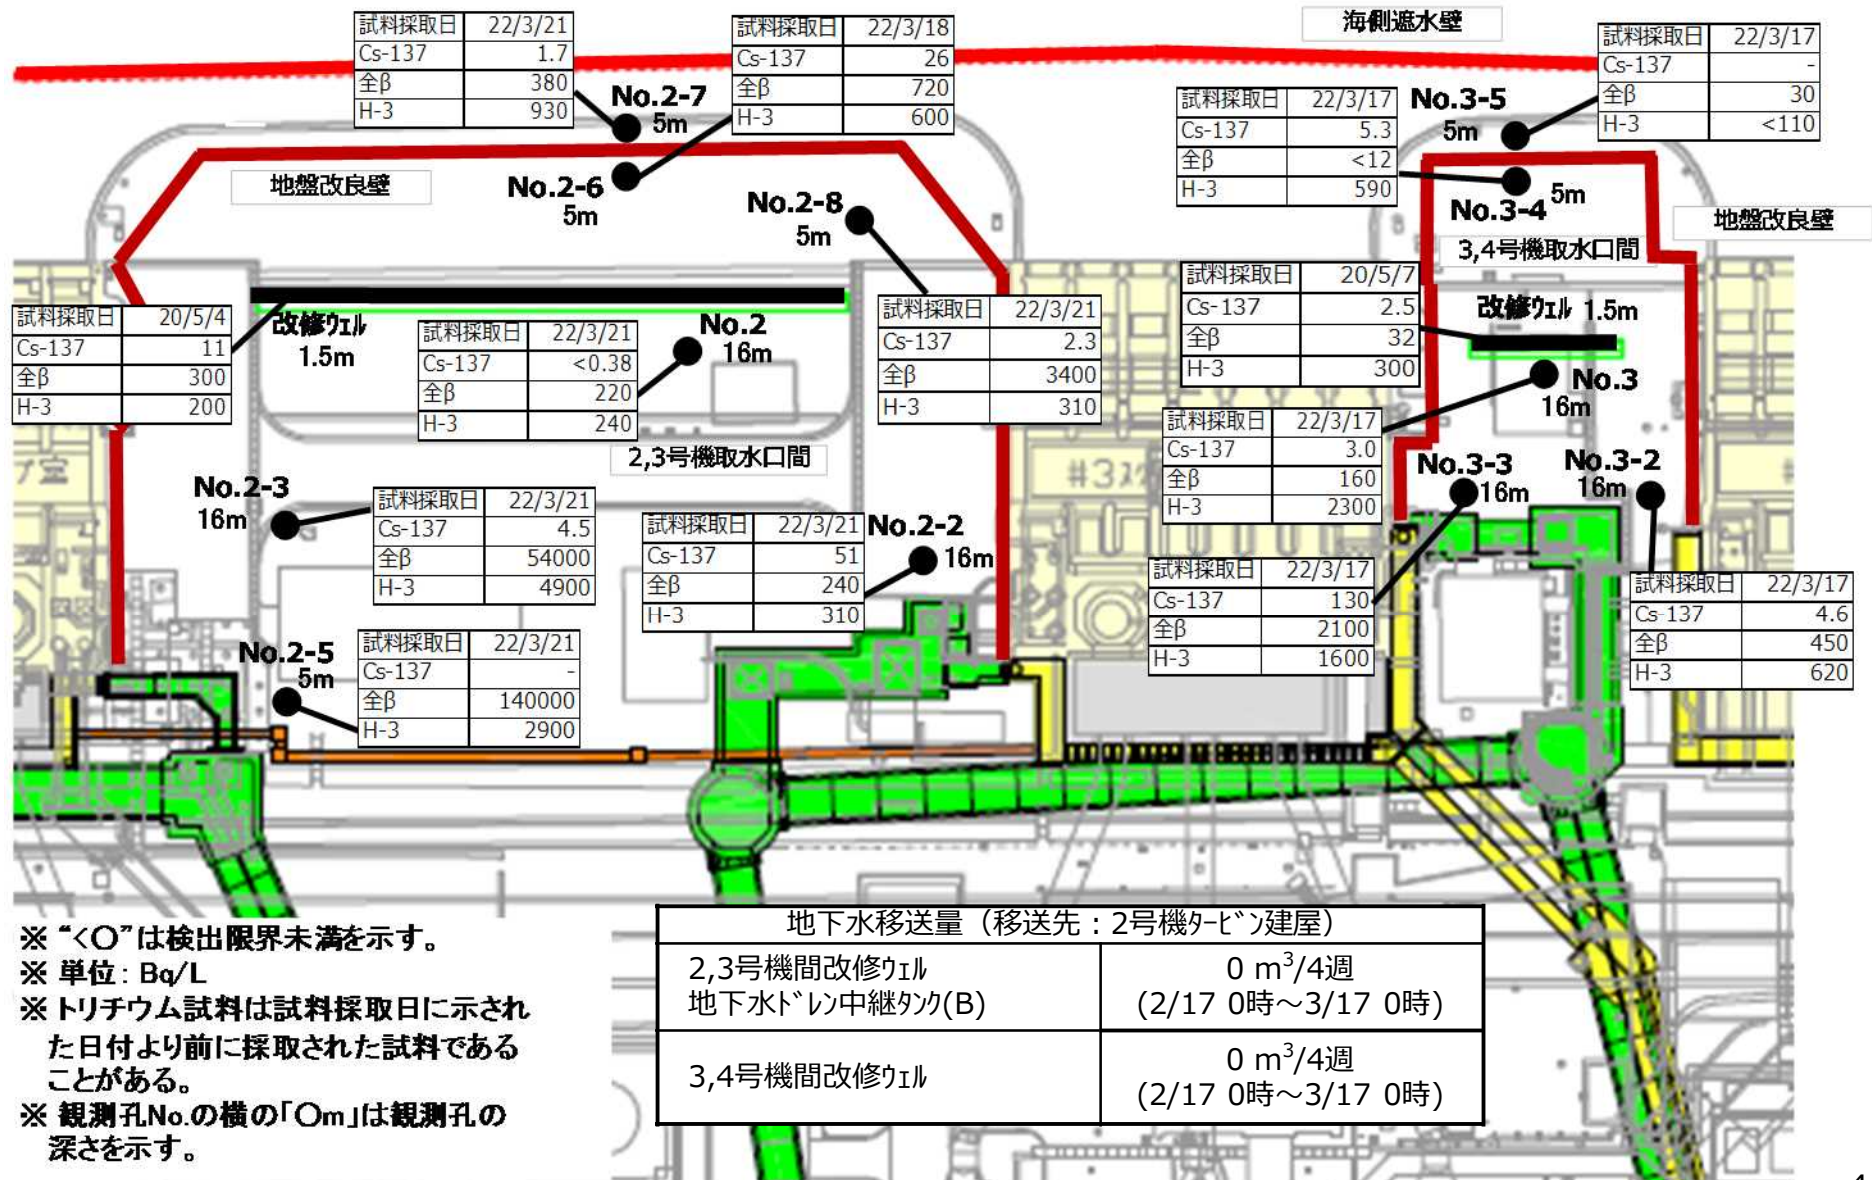 海側遮水壁
試料採取日 22/3/21
Cs-137 1.7
全β 380
H-3 930
No.2-7
5m
試料採取日 22/3/18
Cs-137 26
全β 720
H-3 600
No.2-6
5m
地盤改良壁
No.2-8
5m
試料採取日 22/3/21
Cs-137 2.3
全β 3400
H-3 310
試料採取日 20/5/4
Cs-137 11
全β 300
H-3 200
改修ウェル
1.5m
試料採取日 22/3/21
Cs-137 <0.38
全β 220
H-3 240
No.2
16m
2,3号機取水口間
No.2-3
16m
試料採取日 22/3/21
Cs-137 4.5
全β 54000
H-3 4900
試料採取日 22/3/21
Cs-137 51
全β 240
H-3 310
No.2-2
16m
No.2-5
5m
試料採取日 22/3/21
Cs-137 -
全β 140000
H-3 2900
試料採取日 22/3/17
Cs-137 -
全β 30
H-3 <110
No.3-5
5m
試料採取日 22/3/17
Cs-137 5.3
全β <12
H-3 590
No.3-4
5m
地盤改良壁
3,4号機取水口間
試料採取日 20/5/7
Cs-137 2.5
全β 32
H-3 300
改修ウェル 1.5m
No.3
16m
試料採取日 22/3/17
Cs-137 3.0
全β 160
H-3 2300
No.3-3
16m
No.3-2
16m
試料採取日 22/3/17
Cs-137 130
全β 2100
H-3 1600
試料採取日 22/3/17
Cs-137 4.6
全β 450
H-3 620
※ “<〇”は検出限界未満を示す。
※ 単位：Bq/L
※ トリチウム試料は試料採取日に示され
た日付より前に採取された試料である
ことがある。
※ 観測孔No.の横の「〇m」は観測孔の
深さを示す。
地下水移送量（移送先：2号機ﾀｰﾋﾞﾝ建屋）
2,3号機間改修ｳｪﾙ
地下水ﾄﾞﾚﾝ中継ﾀﾝｸ(B)
0 m³/4週
(2/17 0時～3/17 0時)
3,4号機間改修ｳｪﾙ
0 m³/4週
(2/17 0時～3/17 0時)